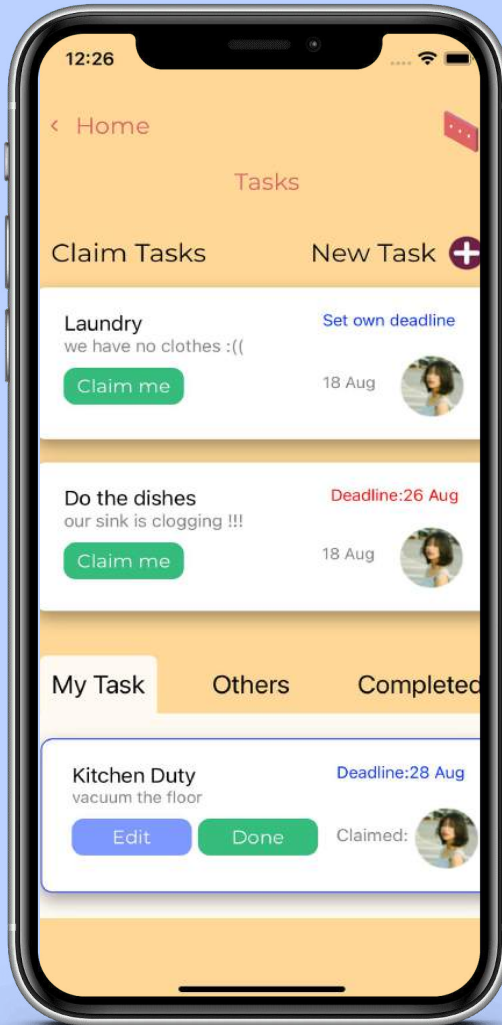 12:26
< Home
Tasks
Claim Tasks New Task
Laundry Set own deadline
we have no clothes :((
Claim me 18 Aug
Do the dishes Deadline:26 Aug
our sink is clogging !!!
Claim me 18 Aug
My Task Others Completed
Kitchen Duty Deadline:28 Aug
vacuum the floor
Edit Done Claimed: